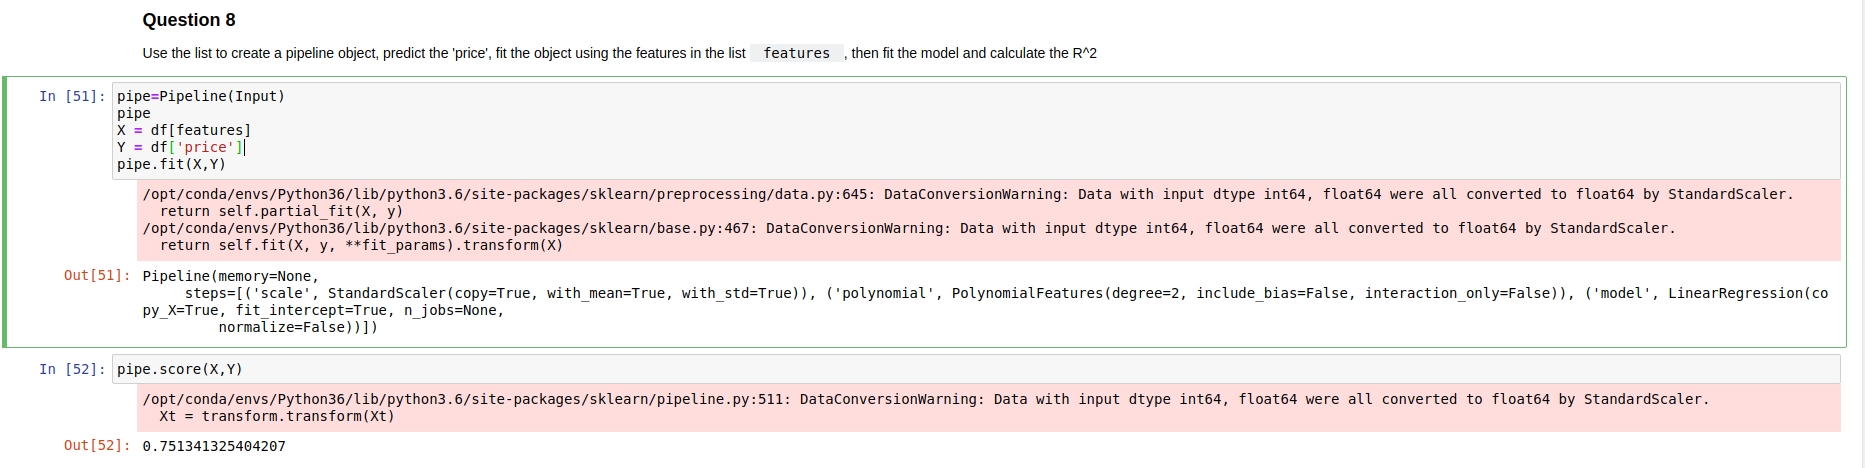 Question 8
Use the list to create a pipeline object, predict the 'price', fit the object using the features in the list features , then fit the model and calculate the R^2
In [51]: pipe=Pipeline(Input)
pipe
X = df[features]
Y = df['price']
pipe.fit(X,Y)
/opt/conda/envs/Python36/lib/python3.6/site-packages/sklearn/preprocessing/data.py:645: DataConversionWarning: Data with input dtype int64, float64 were all converted to float64 by StandardScaler.
  return self.partial_fit(X, y)
/opt/conda/envs/Python36/lib/python3.6/site-packages/sklearn/base.py:467: DataConversionWarning: Data with input dtype int64, float64 were all converted to float64 by StandardScaler.
  return self.fit(X, y, **fit_params).transform(X)
Out[51]: Pipeline(memory=None,
     steps=[('scale', StandardScaler(copy=True, with_mean=True, with_std=True)), ('polynomial', PolynomialFeatures(degree=2, include_bias=False, interaction_only=False)), ('model', LinearRegression(co
py_X=True, fit_intercept=True, n_jobs=None,
         normalize=False))])
In [52]: pipe.score(X,Y)
/opt/conda/envs/Python36/lib/python3.6/site-packages/sklearn/pipeline.py:511: DataConversionWarning: Data with input dtype int64, float64 were all converted to float64 by StandardScaler.
  Xt = transform.transform(Xt)
Out[52]: 0.751341325404207